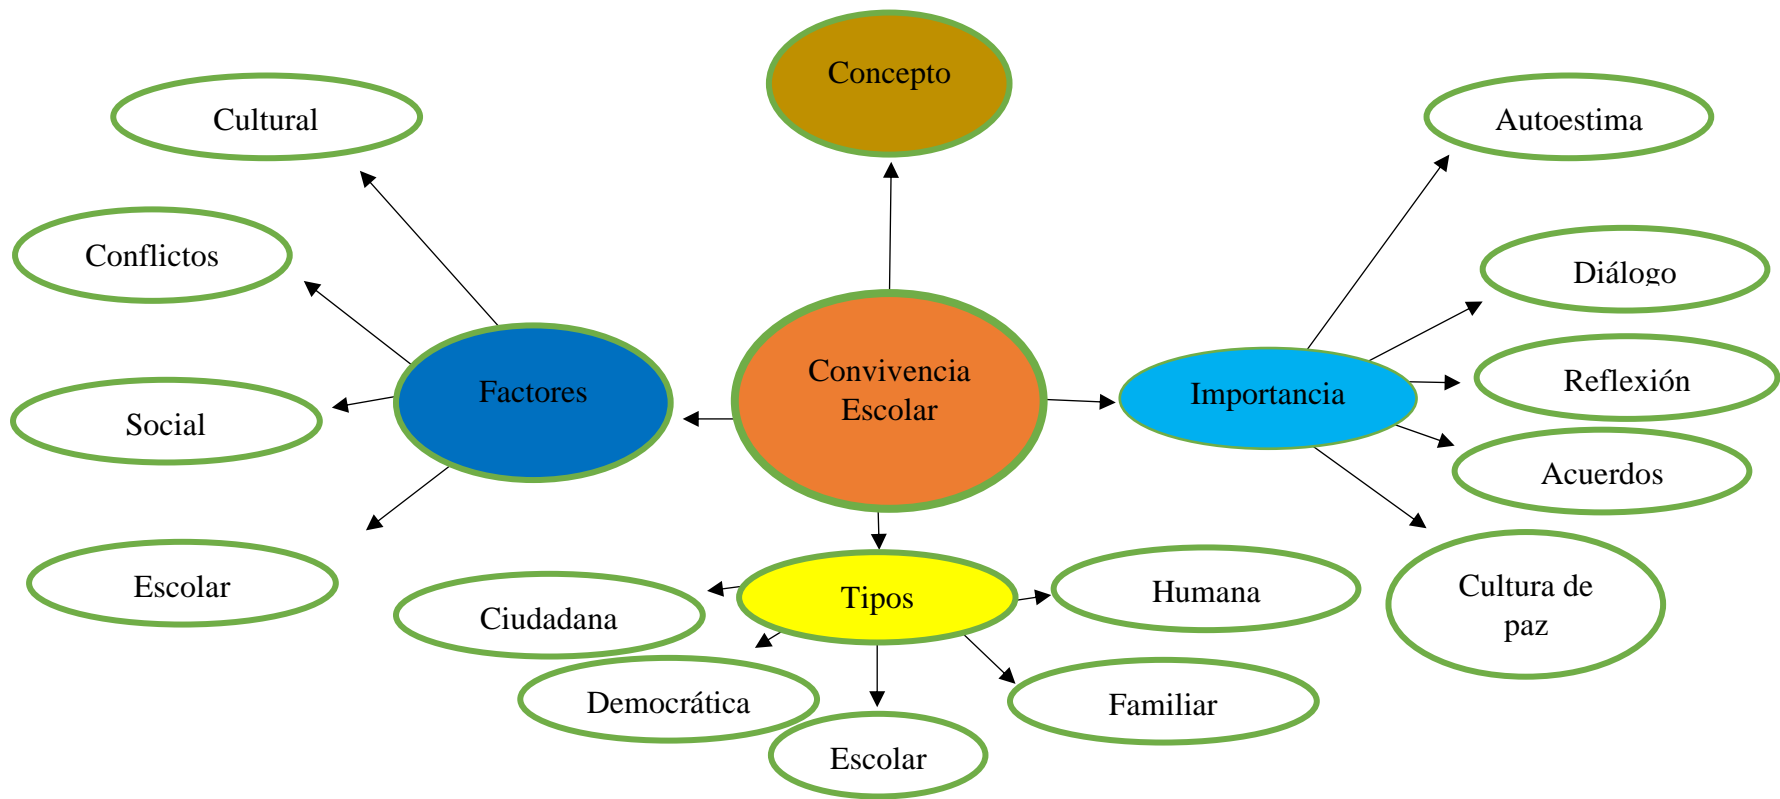 Concepto
Cultural
Autoestima
Conflictos
Diálogo
Convivencia
Escolar
Factores
Importancia
Reflexión
Social
Acuerdos
Escolar
Tipos
Humana
Cultura de
paz
Ciudadana
Democrática
Familiar
Escolar